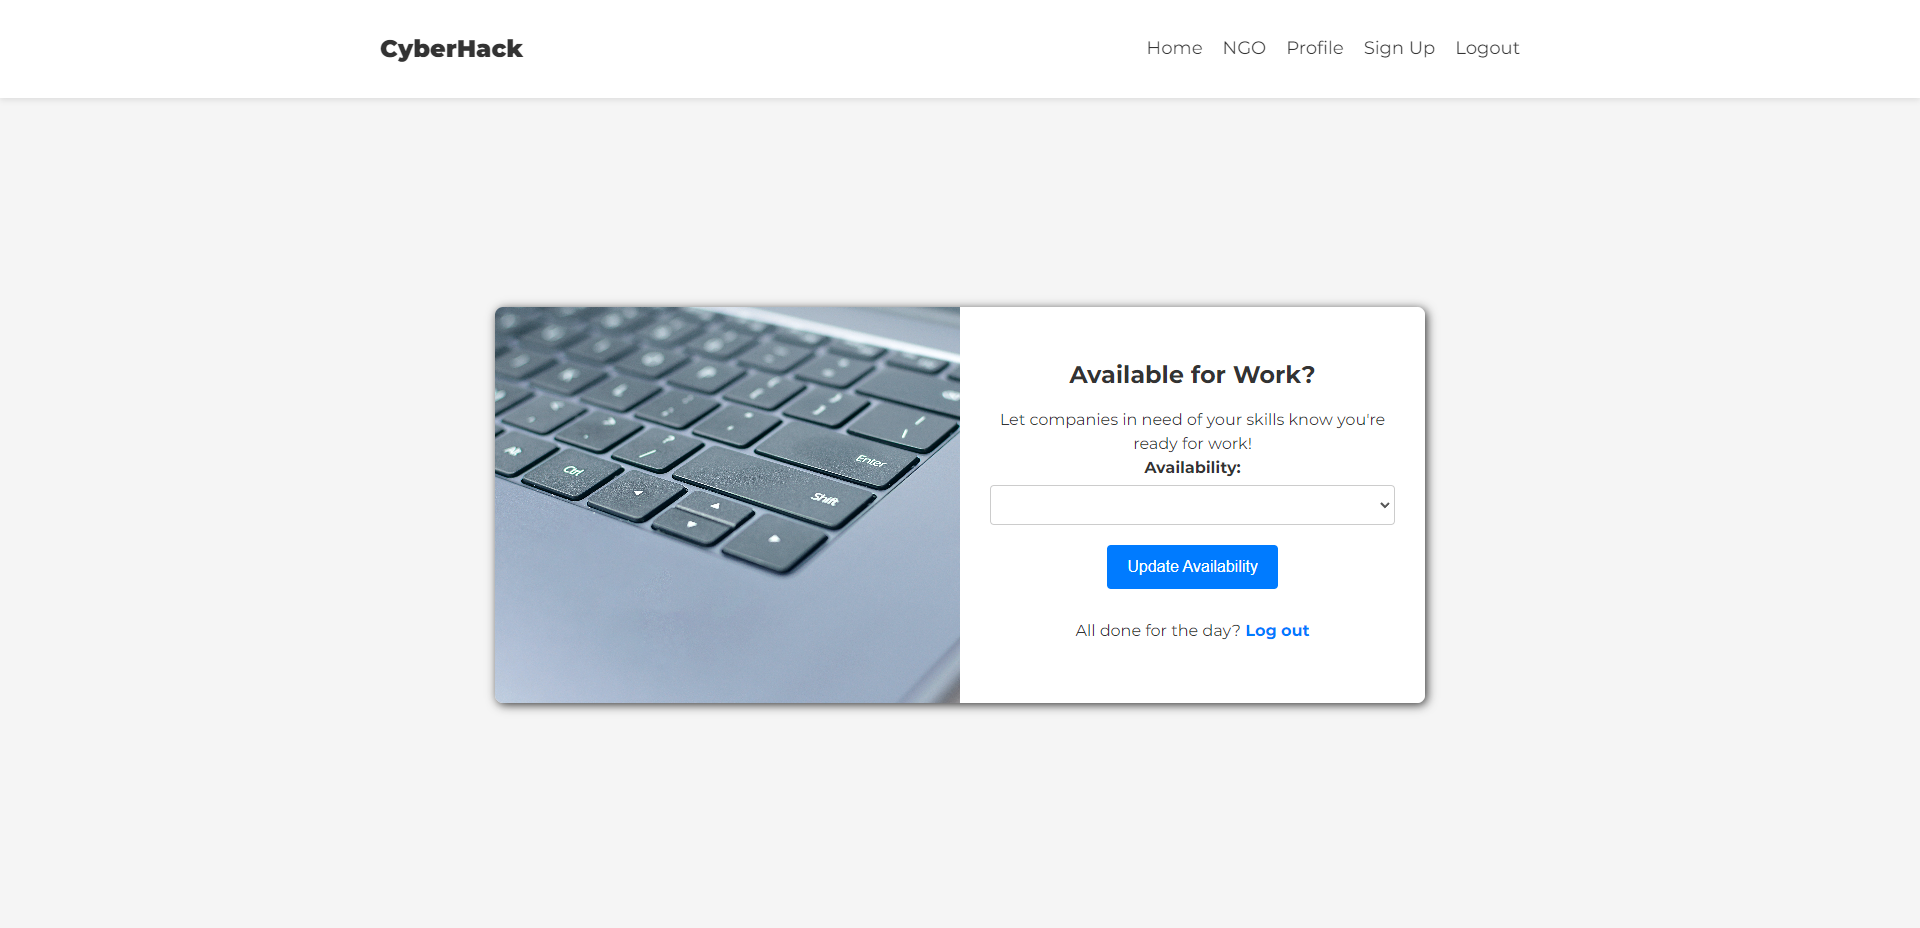 CyberHack
Home NGO Profile Sign Up Logout
Available for Work?
Let companies in need of your skills know you're
ready for work!
Availability:
Update Availability
All done for the day? Log out
Enter
Shift
Alt
Ctrl